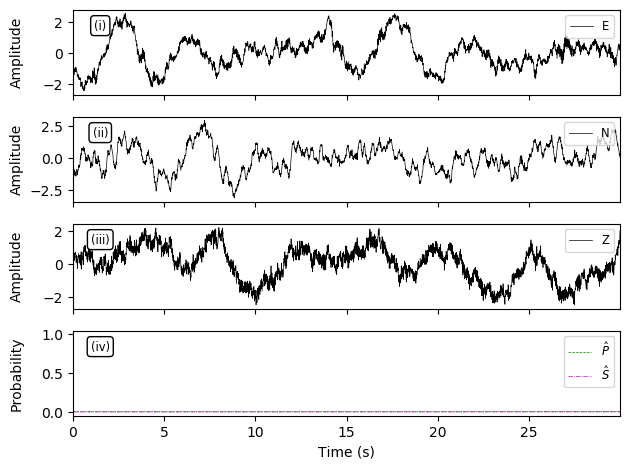 Amplitude
2
0
−2
(i)
E
Amplitude
2.5
0.0
−2.5
(ii)
N
Amplitude
2
0
−2
(iii)
Z
Probability
1.0
0.5
0.0
(iv)
P̂
Ŝ
0 5 10 15 20 25
Time (s)